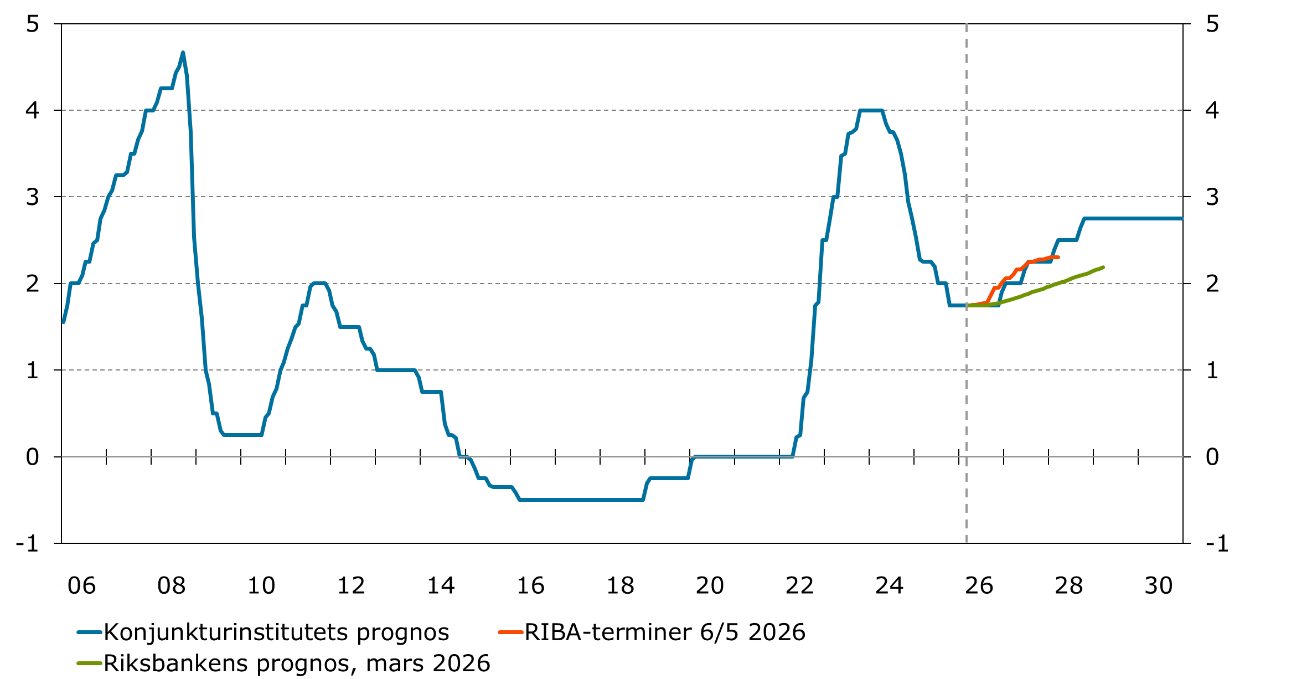 5 5
4 4
3 3
2 2
1 1
0 0
-1 -1
06 08 10 12 14 16 18 20 22 24 26 28 30
Konjunkturinstitutets prognos RIBA-terminer 6/5 2026
Riksbankens prognos, mars 2026